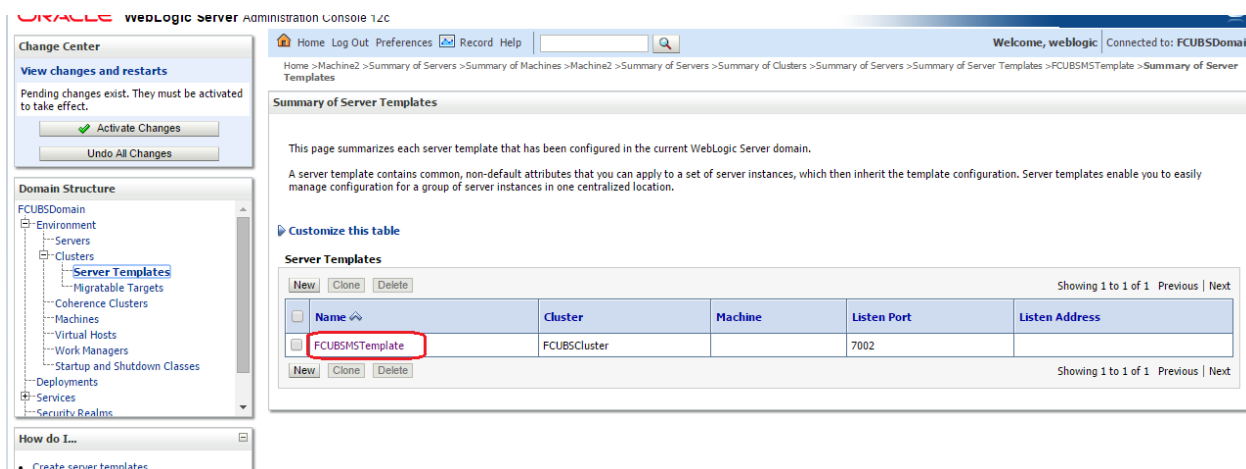 ORACLE WebLogic Server Administration Console 12c
Change Center
View changes and restarts
Pending changes exist. They must be activated
to take effect.
Activate Changes
Undo All Changes
Domain Structure
FCUBSDomain
Environment
Servers
Clusters
Server Templates
Migratable Targets
Coherence Clusters
Machines
Virtual Hosts
Work Managers
Startup and Shutdown Classes
Deployments
Services
Security Realms
How do I...
Create server templates
Home Log Out Preferences Record Help
Welcome, weblogic Connected to: FCUBSDomai
Home >Machine2 >Summary of Servers >Summary of Machines >Machine2 >Summary of Servers >Summary of Clusters >Summary of Servers >Summary of Server Templates >FCUBSMSTemplate >Summary of Server
Templates
Summary of Server Templates
This page summarizes each server template that has been configured in the current WebLogic Server domain.
A server template contains common, non-default attributes that you can apply to a set of server instances, which then inherit the template configuration. Server templates enable you to easily
manage configuration for a group of server instances in one centralized location.
Customize this table
Server Templates
New Clone Delete Showing 1 to 1 of 1 Previous | Next
Name Cluster Machine Listen Port Listen Address
FCUBSMSTemplate FCUBSCluster 7002
New Clone Delete Showing 1 to 1 of 1 Previous | Next